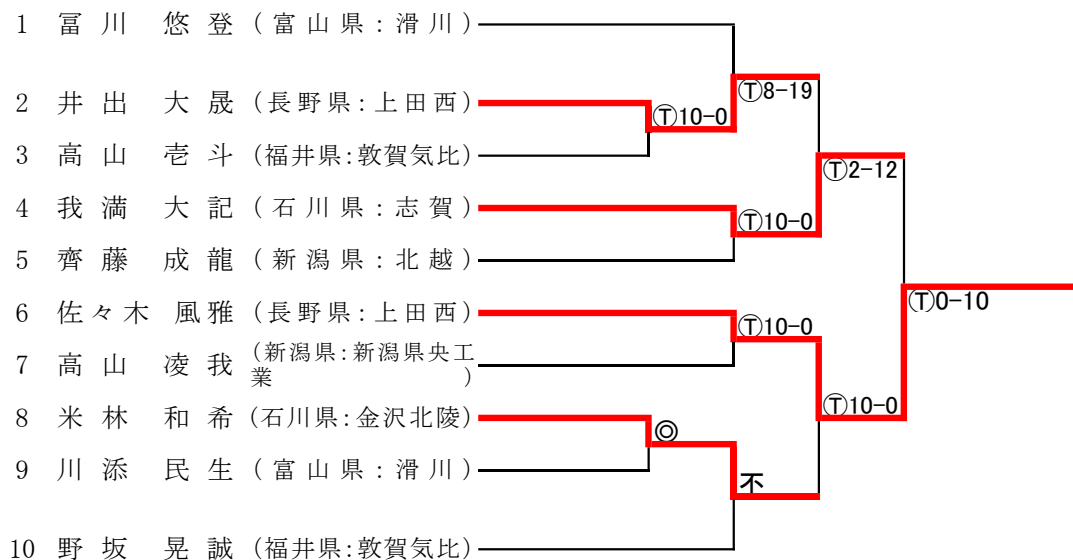 1 冨川 悠登 (富山県:滑川)
Ⓣ8-19
2 井出 大晟 (長野県:上田西)
Ⓣ10-0
3 高山 壱斗 (福井県:敦賀気比)
Ⓣ2-12
4 我満 大記 (石川県:志賀)
Ⓣ10-0
5 齊藤 成龍 (新潟県:北越)
Ⓣ0-10
6 佐々木 風雅 (長野県:上田西)
Ⓣ10-0
7 高山 凌我 (新潟県:新潟県央工
業 )
Ⓣ10-0
8 米林 和希 (石川県:金沢北陵)
◎
9 川添 民生 (富山県:滑川)
不
10 野坂 晃誠 (福井県:敦賀気比)